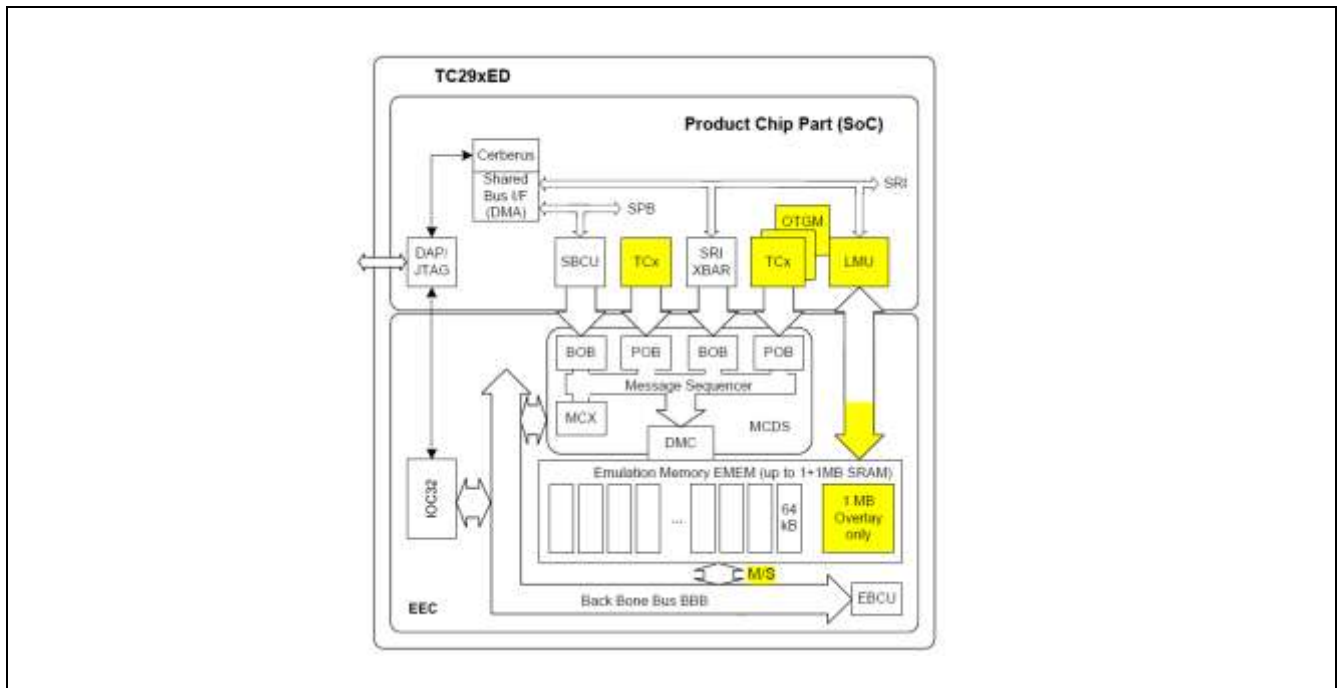 TC29xED
Product Chip Part (SoC)
Cerberus
Shared
Bus I/F
(DMA)
SRI
SPB
OTGM
DAP/
JTAG
SBCU
TCx
SRI
XBAR
TCx
LMU
BOB
POB
BOB
POB
Message Sequencer
MCX
MCDS
DMC
Emulation Memory EMEM (up to 1+1MB SRAM)
IOC32
...
64
kB
1 MB
Overlay
only
M/S
Back Bone Bus BBB
EBCU
EEC